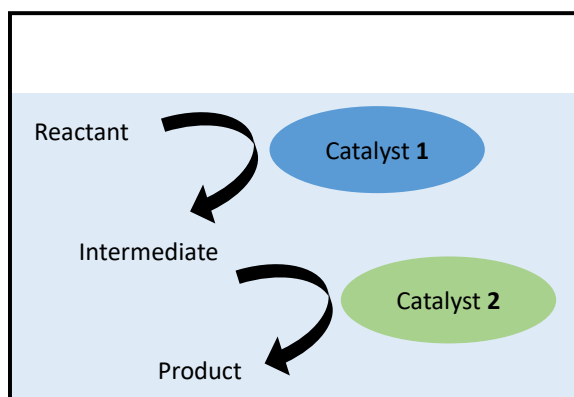 Reactant
Catalyst 1
Intermediate
Catalyst 2
Product